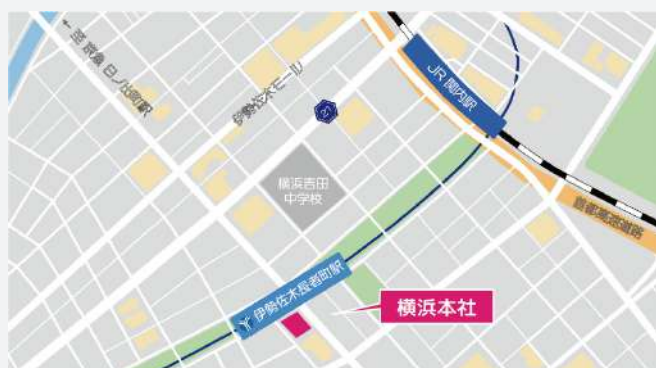 ←至 京急 日ノ出町駅
伊勢佐木モール
21
JR 関内駅
横浜吉田
中学校
首都高速道路
伊勢佐木長者町駅
横浜本社